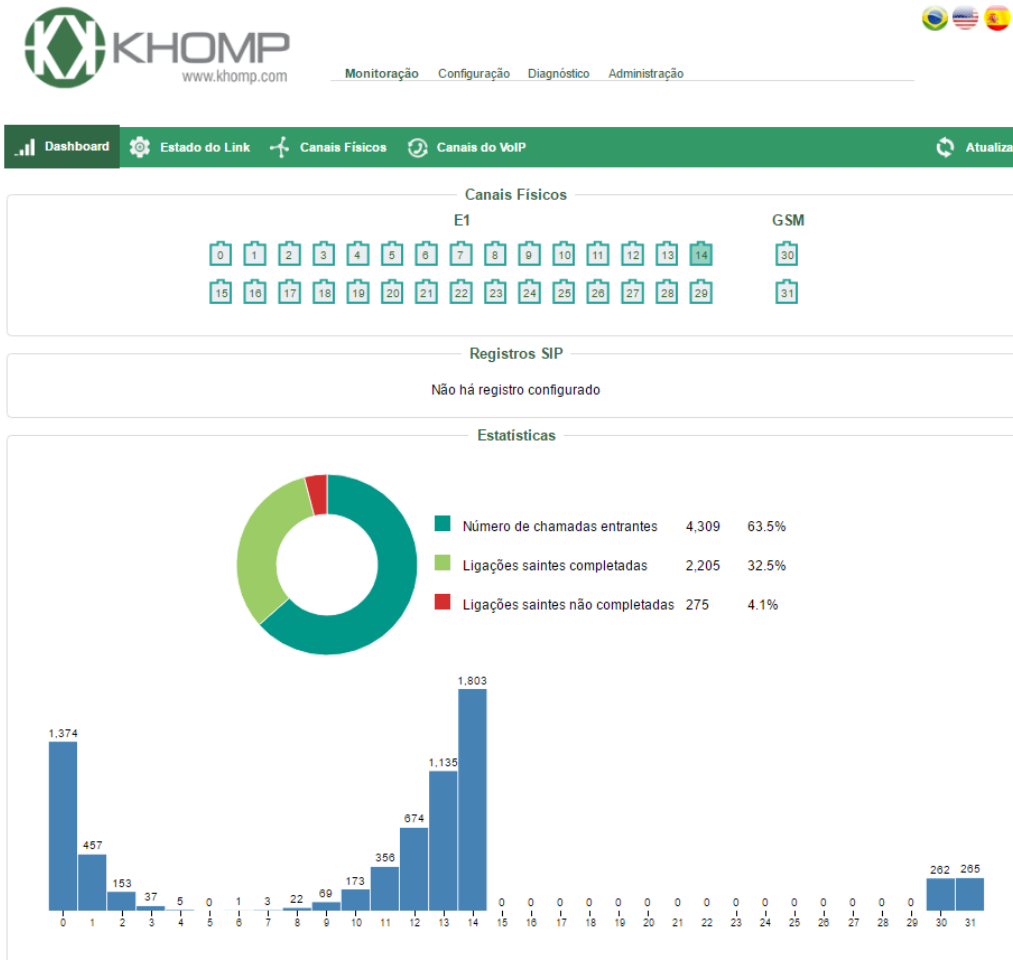 KHOMP
www.khomp.com
Monitoração Configuração Diagnóstico Administração
Dashboard Estado do Link Canais Físicos Canais do VoIP Atualiza
Canais Físicos
E1 GSM
0 1 2 3 4 5 6 7 8 9 10 11 12 13 14 30
15 16 17 18 19 20 21 22 23 24 25 26 27 28 29 31
Registros SIP
Não há registro configurado
Estatísticas
Número de chamadas entrantes 4,309 63.5%
Ligações saintes completadas 2,205 32.5%
Ligações saintes não completadas 275 4.1%
1,374 457 153 37 5 0 1 3 22 69 173 356 674 1,135 1,803 0 0 0 0 0 0 0 0 0 0 0 0 0 0 0 262 265
0 1 2 3 4 5 6 7 8 9 10 11 12 13 14 15 16 17 18 19 20 21 22 23 24 25 26 27 28 29 30 31